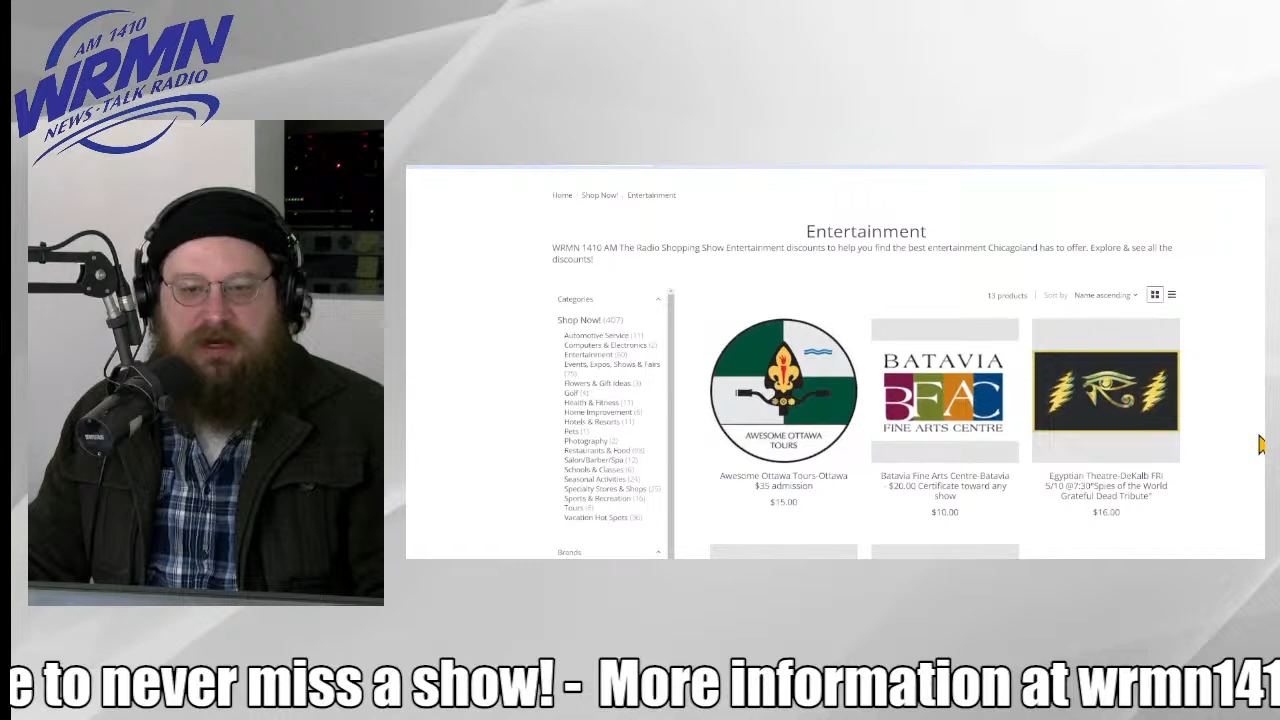 AM 1410
WRMN
NEWS·TALK RADIO
Home
Shop Now!
Entertainment
Entertainment
WRMN 1410 AM The Radio Shopping Show Entertainment discounts to help you find the best entertainment Chicagoland has to offer. Explore & see all the
discounts!
Categories
13 products
Sort by
Name ascending
Shop Now! (407)
Automotive Service (11)
Computers & Electronics (2)
Entertainment (60)
Events, Expos, Shows & Fairs
(75)
Flowers & Gift Ideas (3)
Golf (4)
Health & Fitness (11)
Home Improvement (6)
Hotels & Resorts (11)
Pets (1)
Photography (2)
Restaurants & Food (93)
Salon/Barber/Spa (12)
Schools & Classes (6)
Seasonal Activities (24)
Specialty Stores & Shops (25)
Sports & Recreation (16)
Tours (6)
Vacation Hot Spots (36)
Brands
AWESOME OTTAWA
TOURS
BATAVIA
BFAC
FINE ARTS CENTRE
Awesome Ottawa Tours-Ottawa
$35 admission
$15.00
Batavia Fine Arts Centre-Batavia
- $20.00 Certificate toward any
show
$10.00
Egyptian Theatre-DeKalb FRI
5/10 @7:30"Spies of the World
Grateful Dead Tribute"
$16.00
SHURE
e to never miss a show! - More information at wrmn141